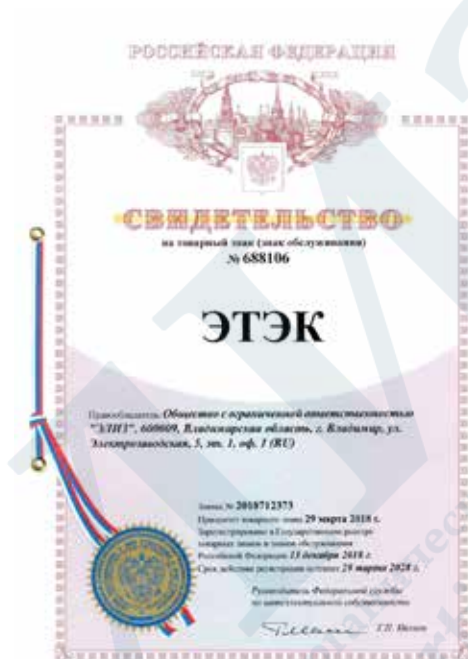 РОССИЙСКАЯ ФЕДЕРАЦИЯ
СВИДЕТЕЛЬСТВО
на товарный знак (знак обслуживания)
№ 688106
ЭТЭК
Правообладатель: Общество с ограниченной ответственностью
600009, Владимирская область, г. Владимир, ул.
Электрозаводская, 5, эт. 1, оф. 1 (RU)
Заявка № 2018712373
Приоритет товарного знака 29 марта 2018 г.
Зарегистрировано в Государственном реестре
товарных знаков и знаков обслуживания
Российской Федерации 13 декабря 2018 г.
Срок действия регистрации истекает 29 марта 2028 г.
Руководитель Федеральной службы
по интеллектуальной собственности
Г.П. Ивлиев